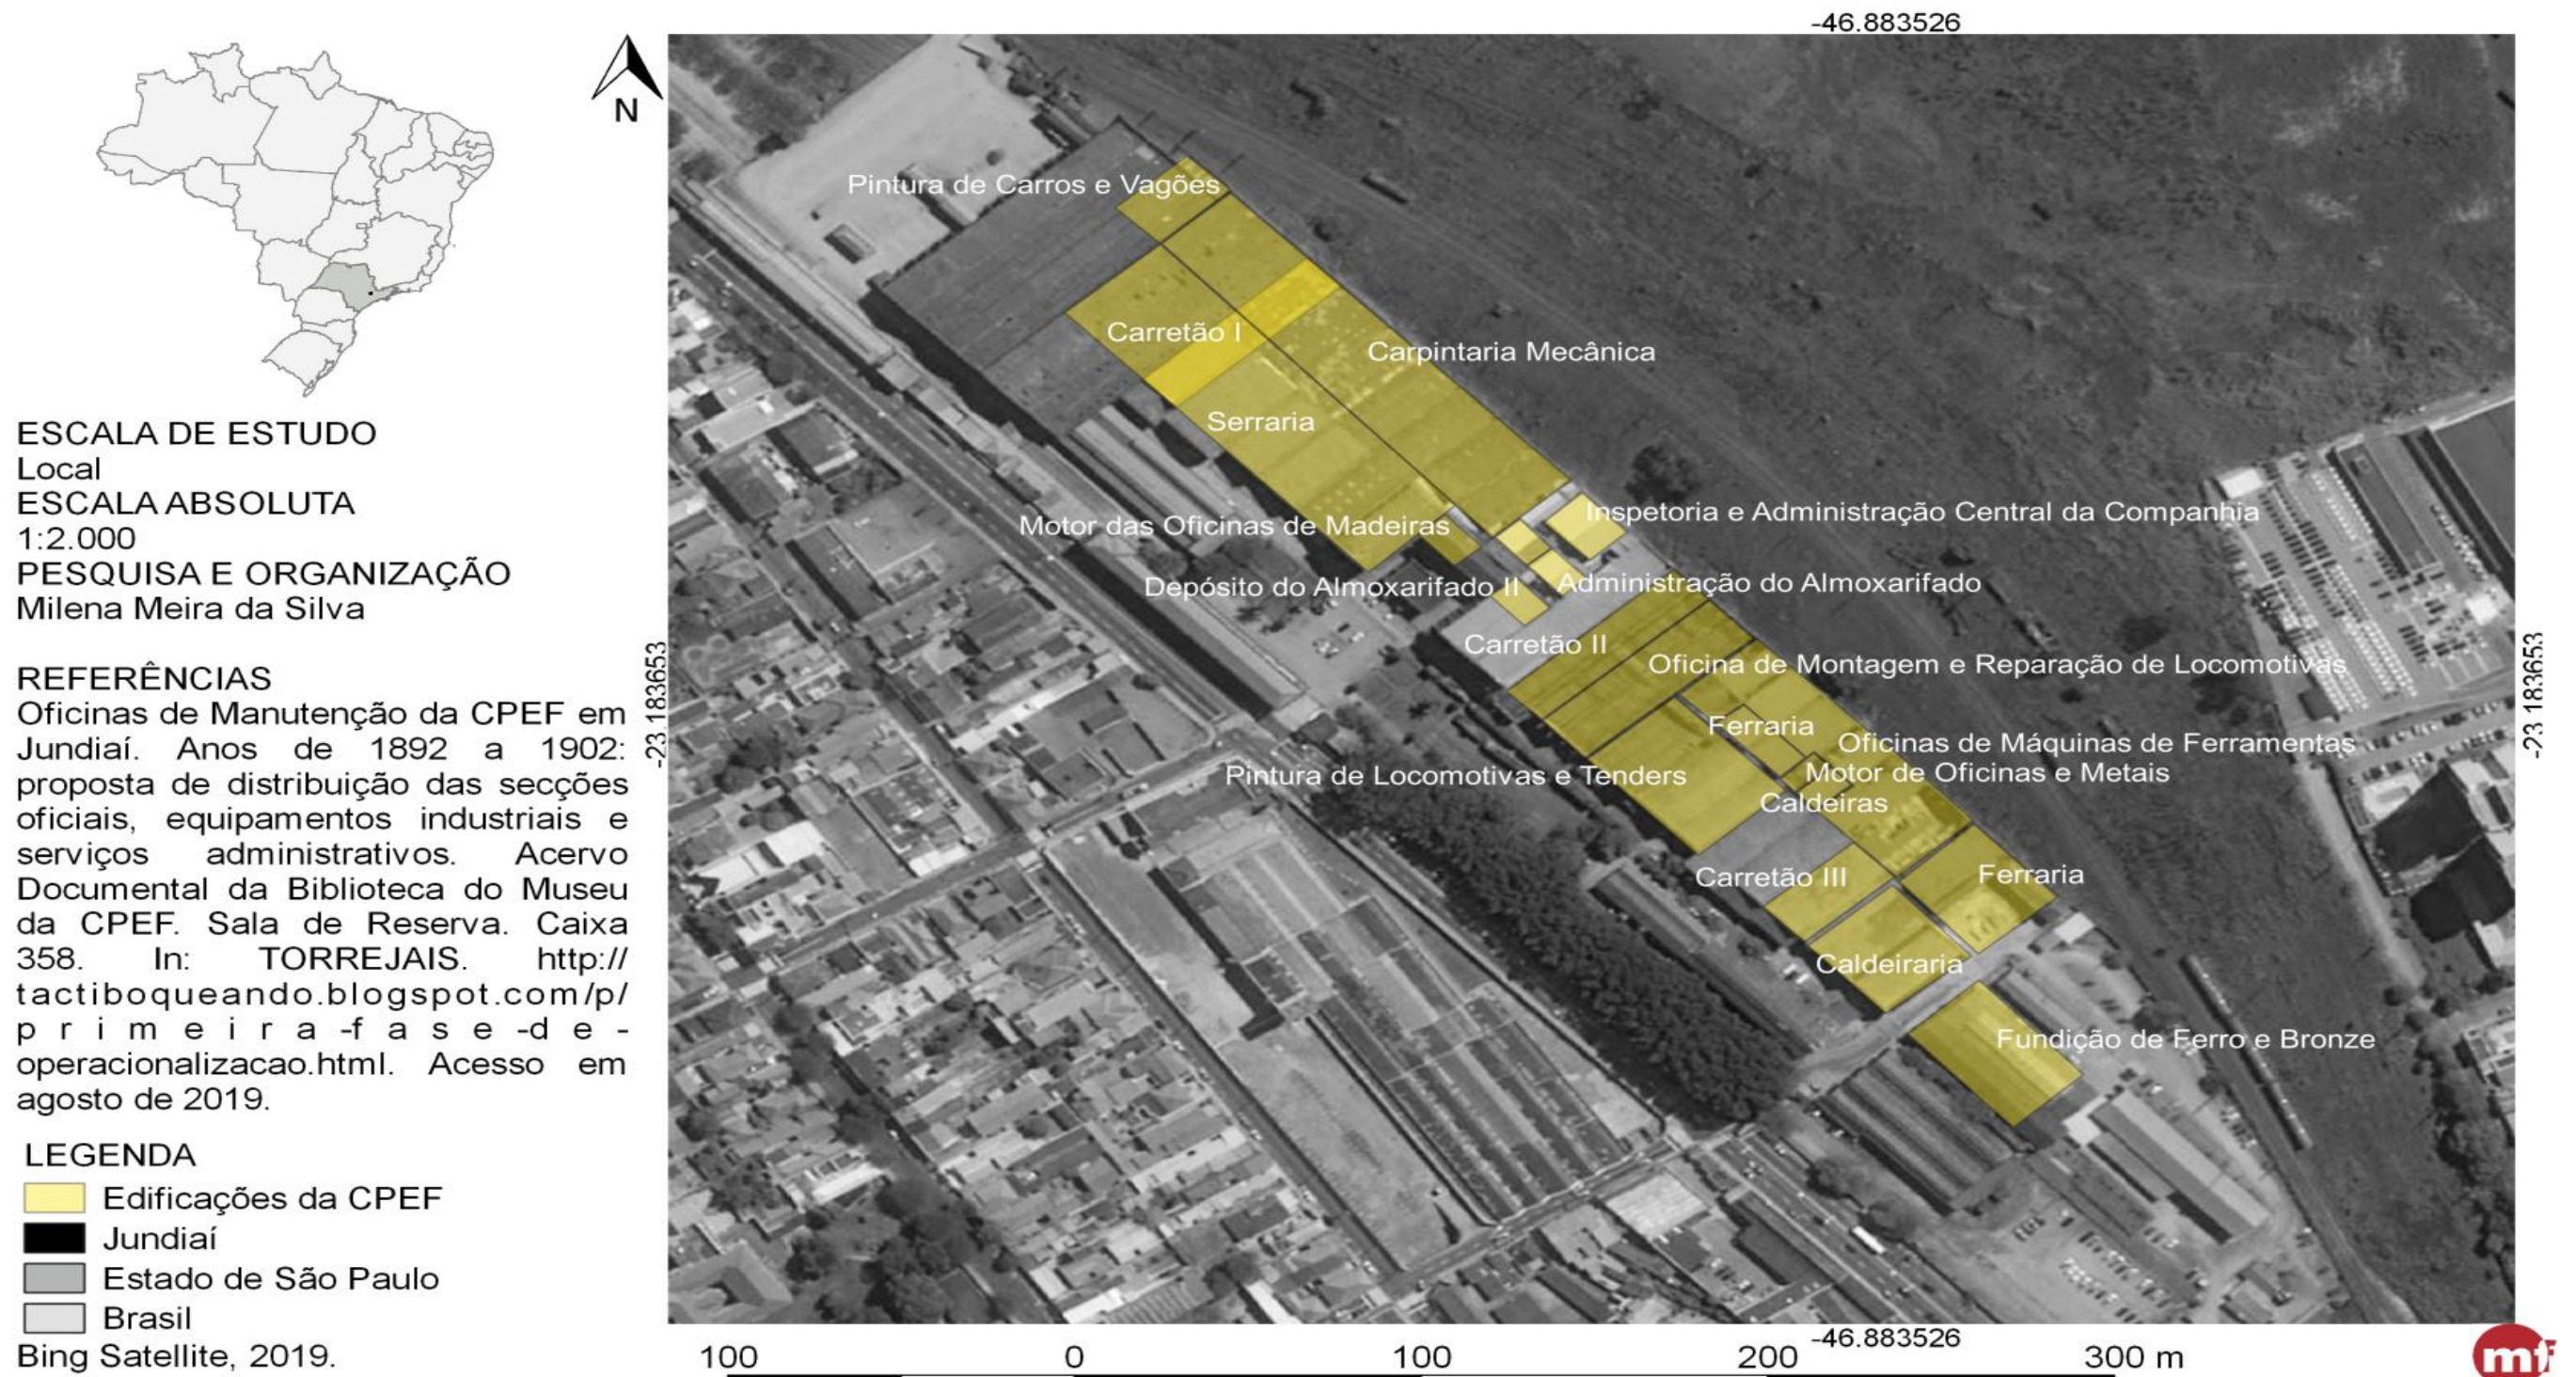 -46.883526
N
ESCALA DE ESTUDO
Local
ESCALA ABSOLUTA
1:2.000
PESQUISA E ORGANIZAÇÃO
Milena Meira da Silva
REFERÊNCIAS
Oficinas de Manutenção da CPEF em
Jundiaí. Anos de 1892 a 1902:
proposta de distribuição das secções
oficiais, equipamentos industriais e
serviços administrativos. Acervo
Documental da Biblioteca do Museu
da CPEF. Sala de Reserva. Caixa
358. In: TORREJAIS. http://
tactiboqueando.blogspot.com/p/
primeira-fase-de-
operacionalizacao.html. Acesso em
agosto de 2019.
LEGENDA
Edificações da CPEF
Jundiaí
Estado de São Paulo
Brasil
Bing Satellite, 2019.
-23.183653
Pintura de Carros e Vagões
Carretão I
Carpintaria Mecânica
Serraria
Inspetoria e Administração Central da Companhia
Motor das Oficinas de Madeiras
Depósito do Almoxarifado II
Administração do Almoxarifado
Carretão II
Oficina de Montagem e Reparação de Locomotivas
Ferraria
Oficinas de Máquinas de Ferramentas
Pintura de Locomotivas e Tenders
Motor de Oficinas e Metais
Caldeiras
Carretão III
Ferraria
Caldeiraria
Fundição de Ferro e Bronze
-23.183653
-46.883526
100 0 100 200 300 m
mf